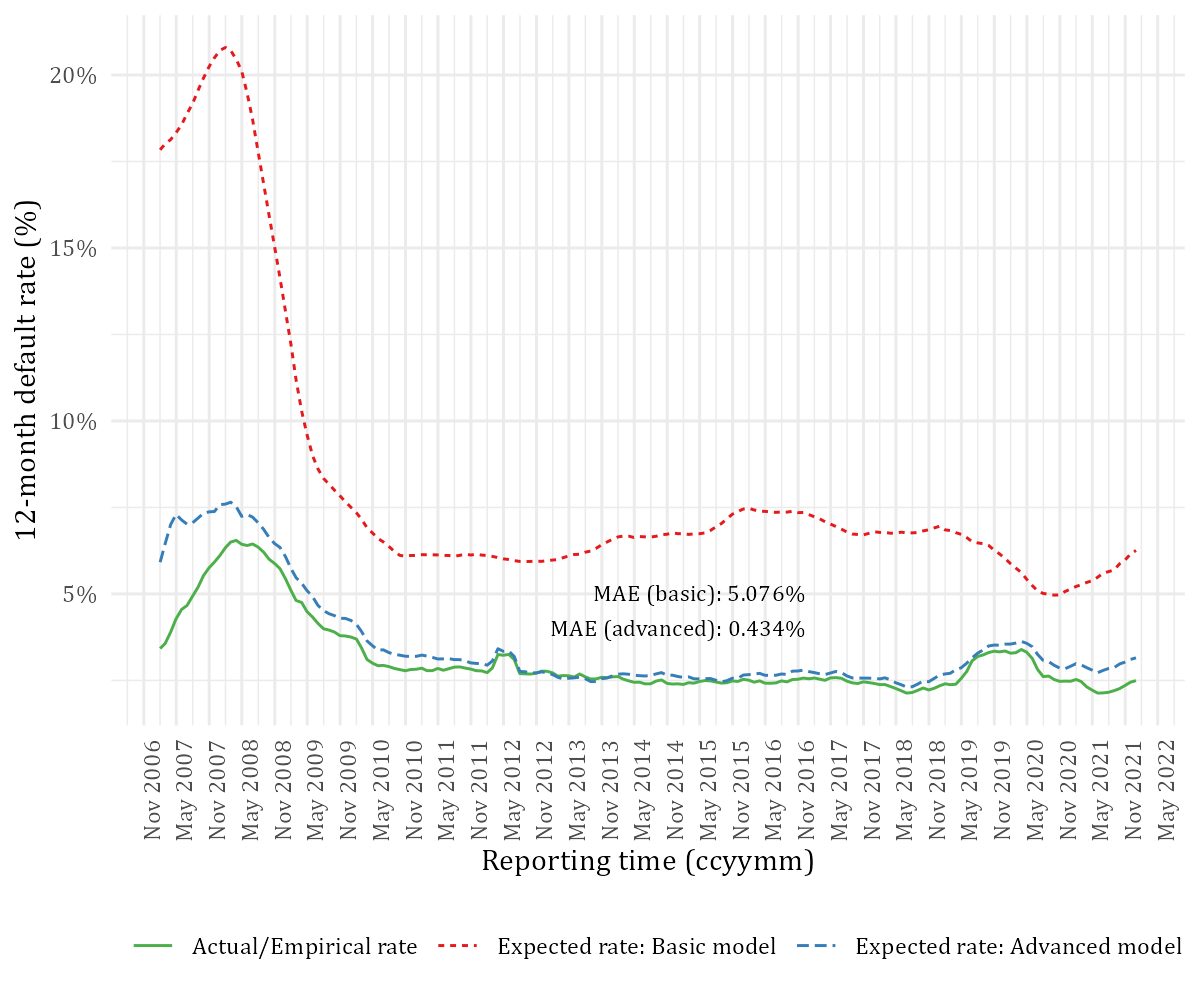 12-month default rate (%)
20%
15%
10%
5%
MAE (basic): 5.076%
MAE (advanced): 0.434%
Nov 2006
May 2007
Nov 2007
May 2008
Nov 2008
May 2009
Nov 2009
May 2010
Nov 2010
May 2011
Nov 2011
May 2012
Nov 2012
May 2013
Nov 2013
May 2014
Nov 2014
May 2015
Nov 2015
May 2016
Nov 2016
May 2017
Nov 2017
May 2018
Nov 2018
May 2019
Nov 2019
May 2020
Nov 2020
May 2021
Nov 2021
May 2022
Reporting time (ccyymm)
Actual/Empirical rate
Expected rate: Basic model
Expected rate: Advanced model